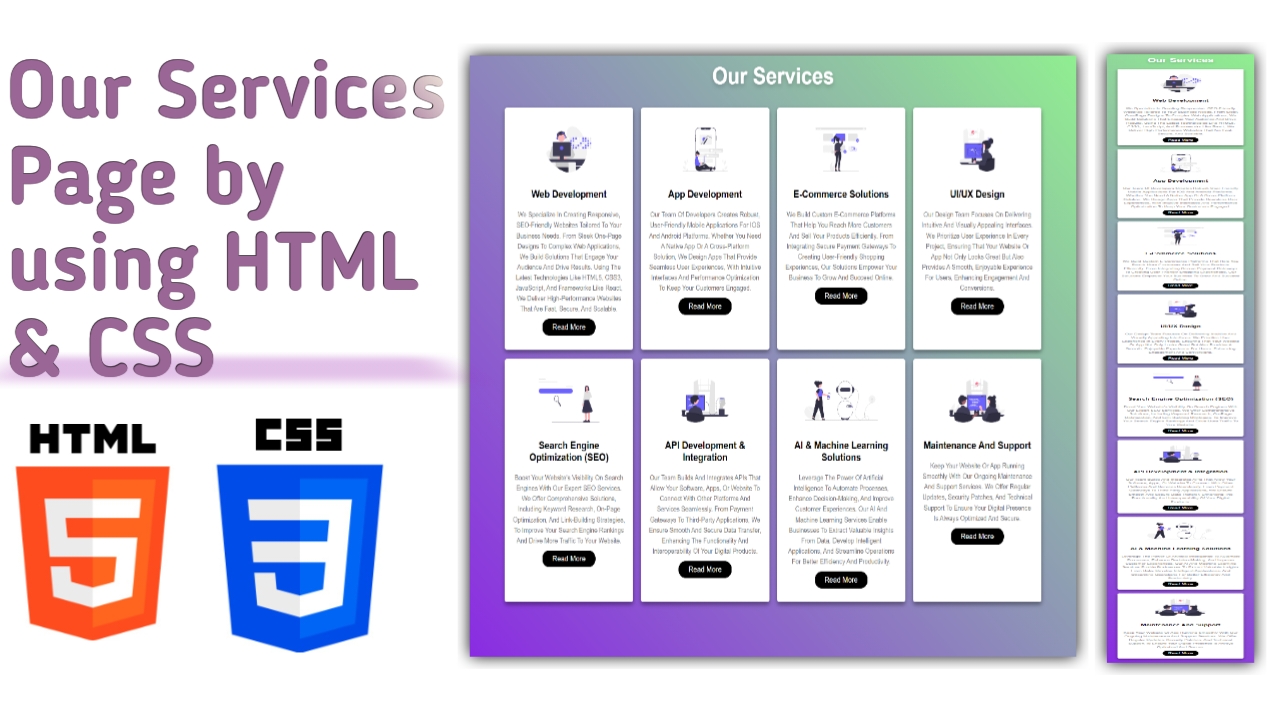 Our Services
Page by
using HTML
& CSS
HTML
CSS
Our Services
Web Development
We Specialize In Creating Responsive,
SEO-Friendly Websites Tailored To Your
Business Needs. From Sleek One-Page
Designs To Complex Web Applications,
We Build Solutions That Engage Your
Audience And Drive Results. Using The
Latest Technologies Like HTML5, CSS3,
JavaScript, And Frameworks Like React,
We Deliver High-Performance Websites
That Are Fast, Secure, And Scalable.
Read More
App Development
Our Team Of Developers Creates Robust,
User-Friendly Mobile Applications For IOS
And Android Platforms. Whether You Need
A Native App Or A Cross-Platform
Solution, We Design Apps That Provide
Seamless User Experiences, With Intuitive
Interfaces And Performance Optimization
To Keep Your Customers Engaged.
Read More
E-Commerce Solutions
We Build Custom E-Commerce Platforms
That Help You Reach More Customers
And Sell Your Products Efficiently. From
Integrating Secure Payment Gateways To
Creating User-Friendly Shopping
Experiences, Our Solutions Empower Your
Business To Grow And Succeed Online.
Read More
UI/UX Design
Our Design Team Focuses On Delivering
Intuitive And Visually Appealing Interfaces.
We Prioritize User Experience In Every
Project, Ensuring That Your Website Or
App Not Only Looks Great But Also
Provides A Smooth, Enjoyable Experience
For Users, Enhancing Engagement And
Conversions.
Read More
Search Engine
Optimization (SEO)
Boost Your Website's Visibility On Search
Engines With Our Expert SEO Services.
We Offer Comprehensive Solutions,
Including Keyword Research, On-Page
Optimization, And Link-Building Strategies,
To Improve Your Search Engine Rankings
And Drive More Traffic To Your Website.
Read More
API Development &
Integration
Our Team Builds And Integrates APIs That
Allow Your Software, Apps, Or Website To
Connect With Other Platforms And
Services Seamlessly. From Payment
Gateways To Third-Party Applications, We
Ensure Smooth And Secure Data Transfer,
Enhancing The Functionality And
Interoperability Of Your Digital Products.
Read More
AI & Machine Learning
Solutions
Leverage The Power Of Artificial
Intelligence To Automate Processes,
Enhance Decision-Making, And Improve
Customer Experiences. Our AI And
Machine Learning Services Enable
Businesses To Extract Valuable Insights
From Data, Develop Intelligent
Applications, And Streamline Operations
For Better Efficiency And Productivity.
Read More
Maintenance And Support
Keep Your Website Or App Running
Smoothly With Our Ongoing Maintenance
And Support Services. We Offer Regular
Updates, Security Patches, And Technical
Support To Ensure Your Digital Presence
Is Always Optimized And Secure.
Read More
Our Services
Web Development
Read More
App Development
Read More
E-Commerce Solutions
Read More
UI/UX Design
Read More
Search Engine Optimization (SEO)
Read More
API Development & Integration
Read More
AI & Machine Learning Solutions
Read More
Maintenance And Support
Read More